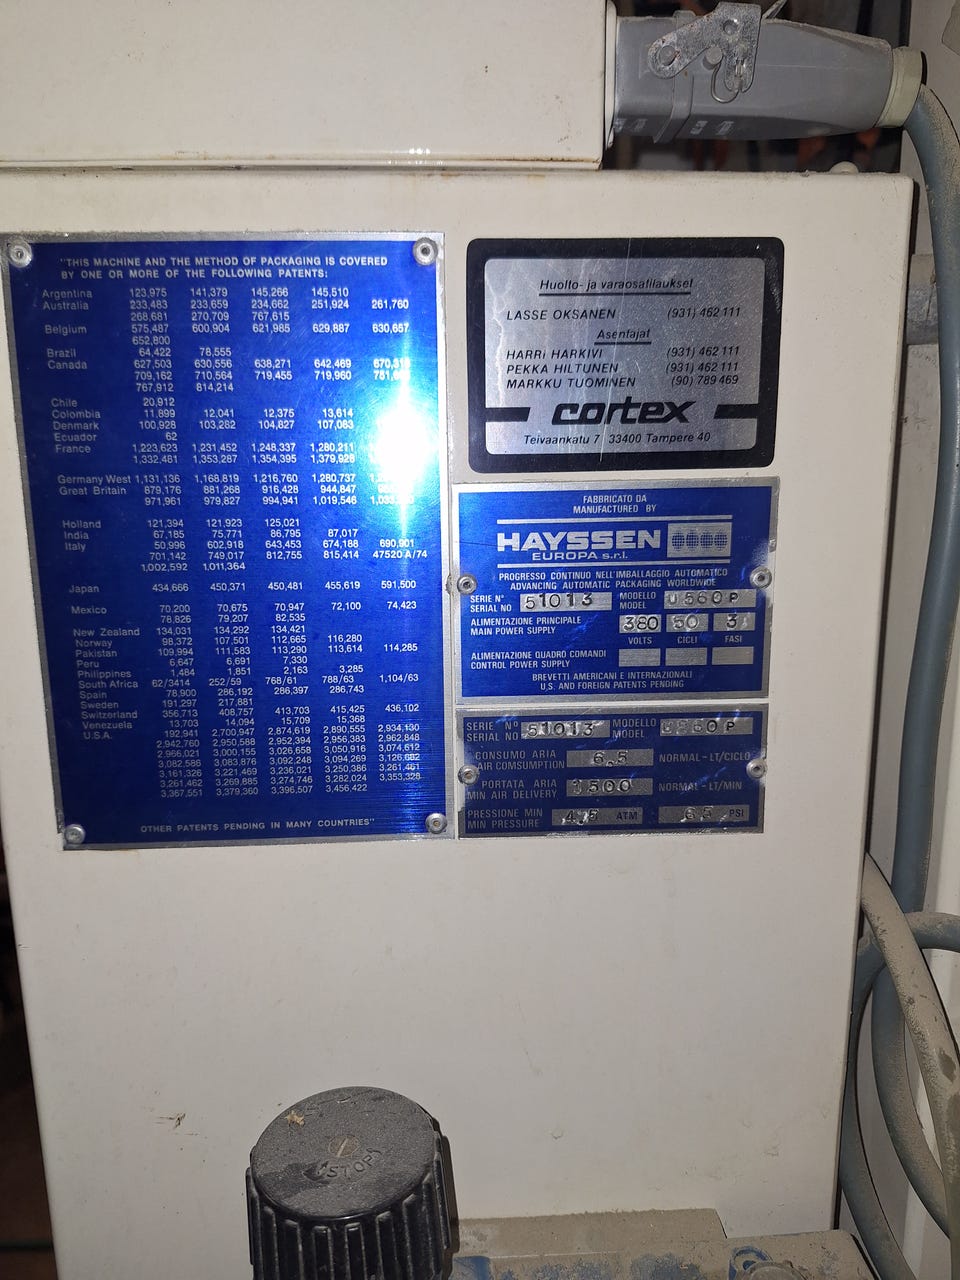 "THIS MACHINE AND THE METHOD OF PACKAGING IS COVERED
BY ONE OR MORE OF THE FOLLOWING PATENTS:
Argentina 123,975 141,379 145,266 145,510
Australia 233,483 233,659 234,662 251,924 261,760
268,681 270,709 767,615
Belgium 575,487 600,904 621,985 629,887 630,657
652,800
Brazil 64,422 78,555
Canada 627,503 630,556 638,271 642,469
709,162 710,564 719,455 719,960
767,912 814,214
Chile 20,912
Colombia 11,899 12,041 12,375 13,614
Denmark 100,928 103,282 104,827 107,083
Ecuador 62
France 1,223,623 1,231,452 1,248,337 1,280,211
1,332,481 1,353,287 1,354,395 1,379,928
Germany West 1,131,136 1,168,819 1,216,760 1,280,737
Great Britain 879,176 881,268 916,428 944,847
971,961 979,827 994,941 1,019,546
Holland 121,394 121,923 125,021
India 67,185 75,771 86,795 87,017
Italy 50,998 602,918 643,453 674,188 690,901
701,142 749,017 812,755 815,414 47520 A/74
1,002,592 1,011,364
Japan 434,666 450,371 450,481 455,619 591,500
Mexico 70,200 70,675 70,947 72,100 74,423
78,826 79,207 82,535
New Zealand 134,031 134,292 134,421
Norway 98,372 107,501 112,665 116,280
Pakistan 109,994 111,583 113,290 113,614 114,285
Peru 6,647 6,691 7,330
Philippines 1,484 1,851 2,163 3,285
South Africa 62/3414 252/59 768/61 788/63 1,104/63
Spain 78,900 286,192 286,397 286,743
Sweden 191,297 217,881
Switzerland 356,713 408,757 413,703 415,425 436,102
Venezuela 13,703 14,094 15,709 15,368
U.S.A. 192,941 2,700,947 2,874,619 2,890,555 2,934,130
2,942,760 2,950,588 2,952,394 2,956,383 2,962,848
2,966,021 3,000,155 3,026,658 3,050,916 3,074,612
3,082,586 3,083,876 3,092,248 3,094,269 3,126,682
3,161,326 3,221,469 3,236,021 3,250,386 3,261,461
3,261,462 3,269,885 3,274,746 3,282,024 3,353,328
3,367,551 3,379,360 3,396,507 3,456,422
OTHER PATENTS PENDING IN MANY COUNTRIES"
Huolto- ja varaosatilaukset
LASSE OKSANEN (931) 462 111
Asentajat
HARRI HARKIVI (931) 462 111
PEKKA HILTUNEN (931) 462 111
MARKKU TUOMINEN (90) 789 469
cortex
Teivaankatu 7 33400 Tampere 40
FABBRICATO DA
MANUFACTURED BY
HAYSSEN
EUROPA s.r.l.
PROGRESSO CONTINUO NELL'IMBALLAGGIO AUTOMATICO
ADVANCING AUTOMATIC PACKAGING WORLDWIDE
SERIE N° 51013 MODELLO U560P
SERIAL NO MODEL
ALIMENTAZIONE PRINCIPALE 380 50 3
MAIN POWER SUPPLY VOLTS CICLI FASI
ALIMENTAZIONE QUADRO COMANDI
CONTROL POWER SUPPLY
BREVETTI AMERICANI E INTERNAZIONALI
U.S. AND FOREIGN PATENTS PENDING
SERIE N° 51013 MODELLO U560P
SERIAL NO MODEL
CONSUMO ARIA 6,5 NORMAL - LT/CICLO
AIR COMSUMPTION
PORTATA ARIA 1500 NORMAL - LT/MIN
MIN AIR DELIVERY
PRESSIONE MIN 4,5 ATM 65 PSI
MIN PRESSURE
STOP